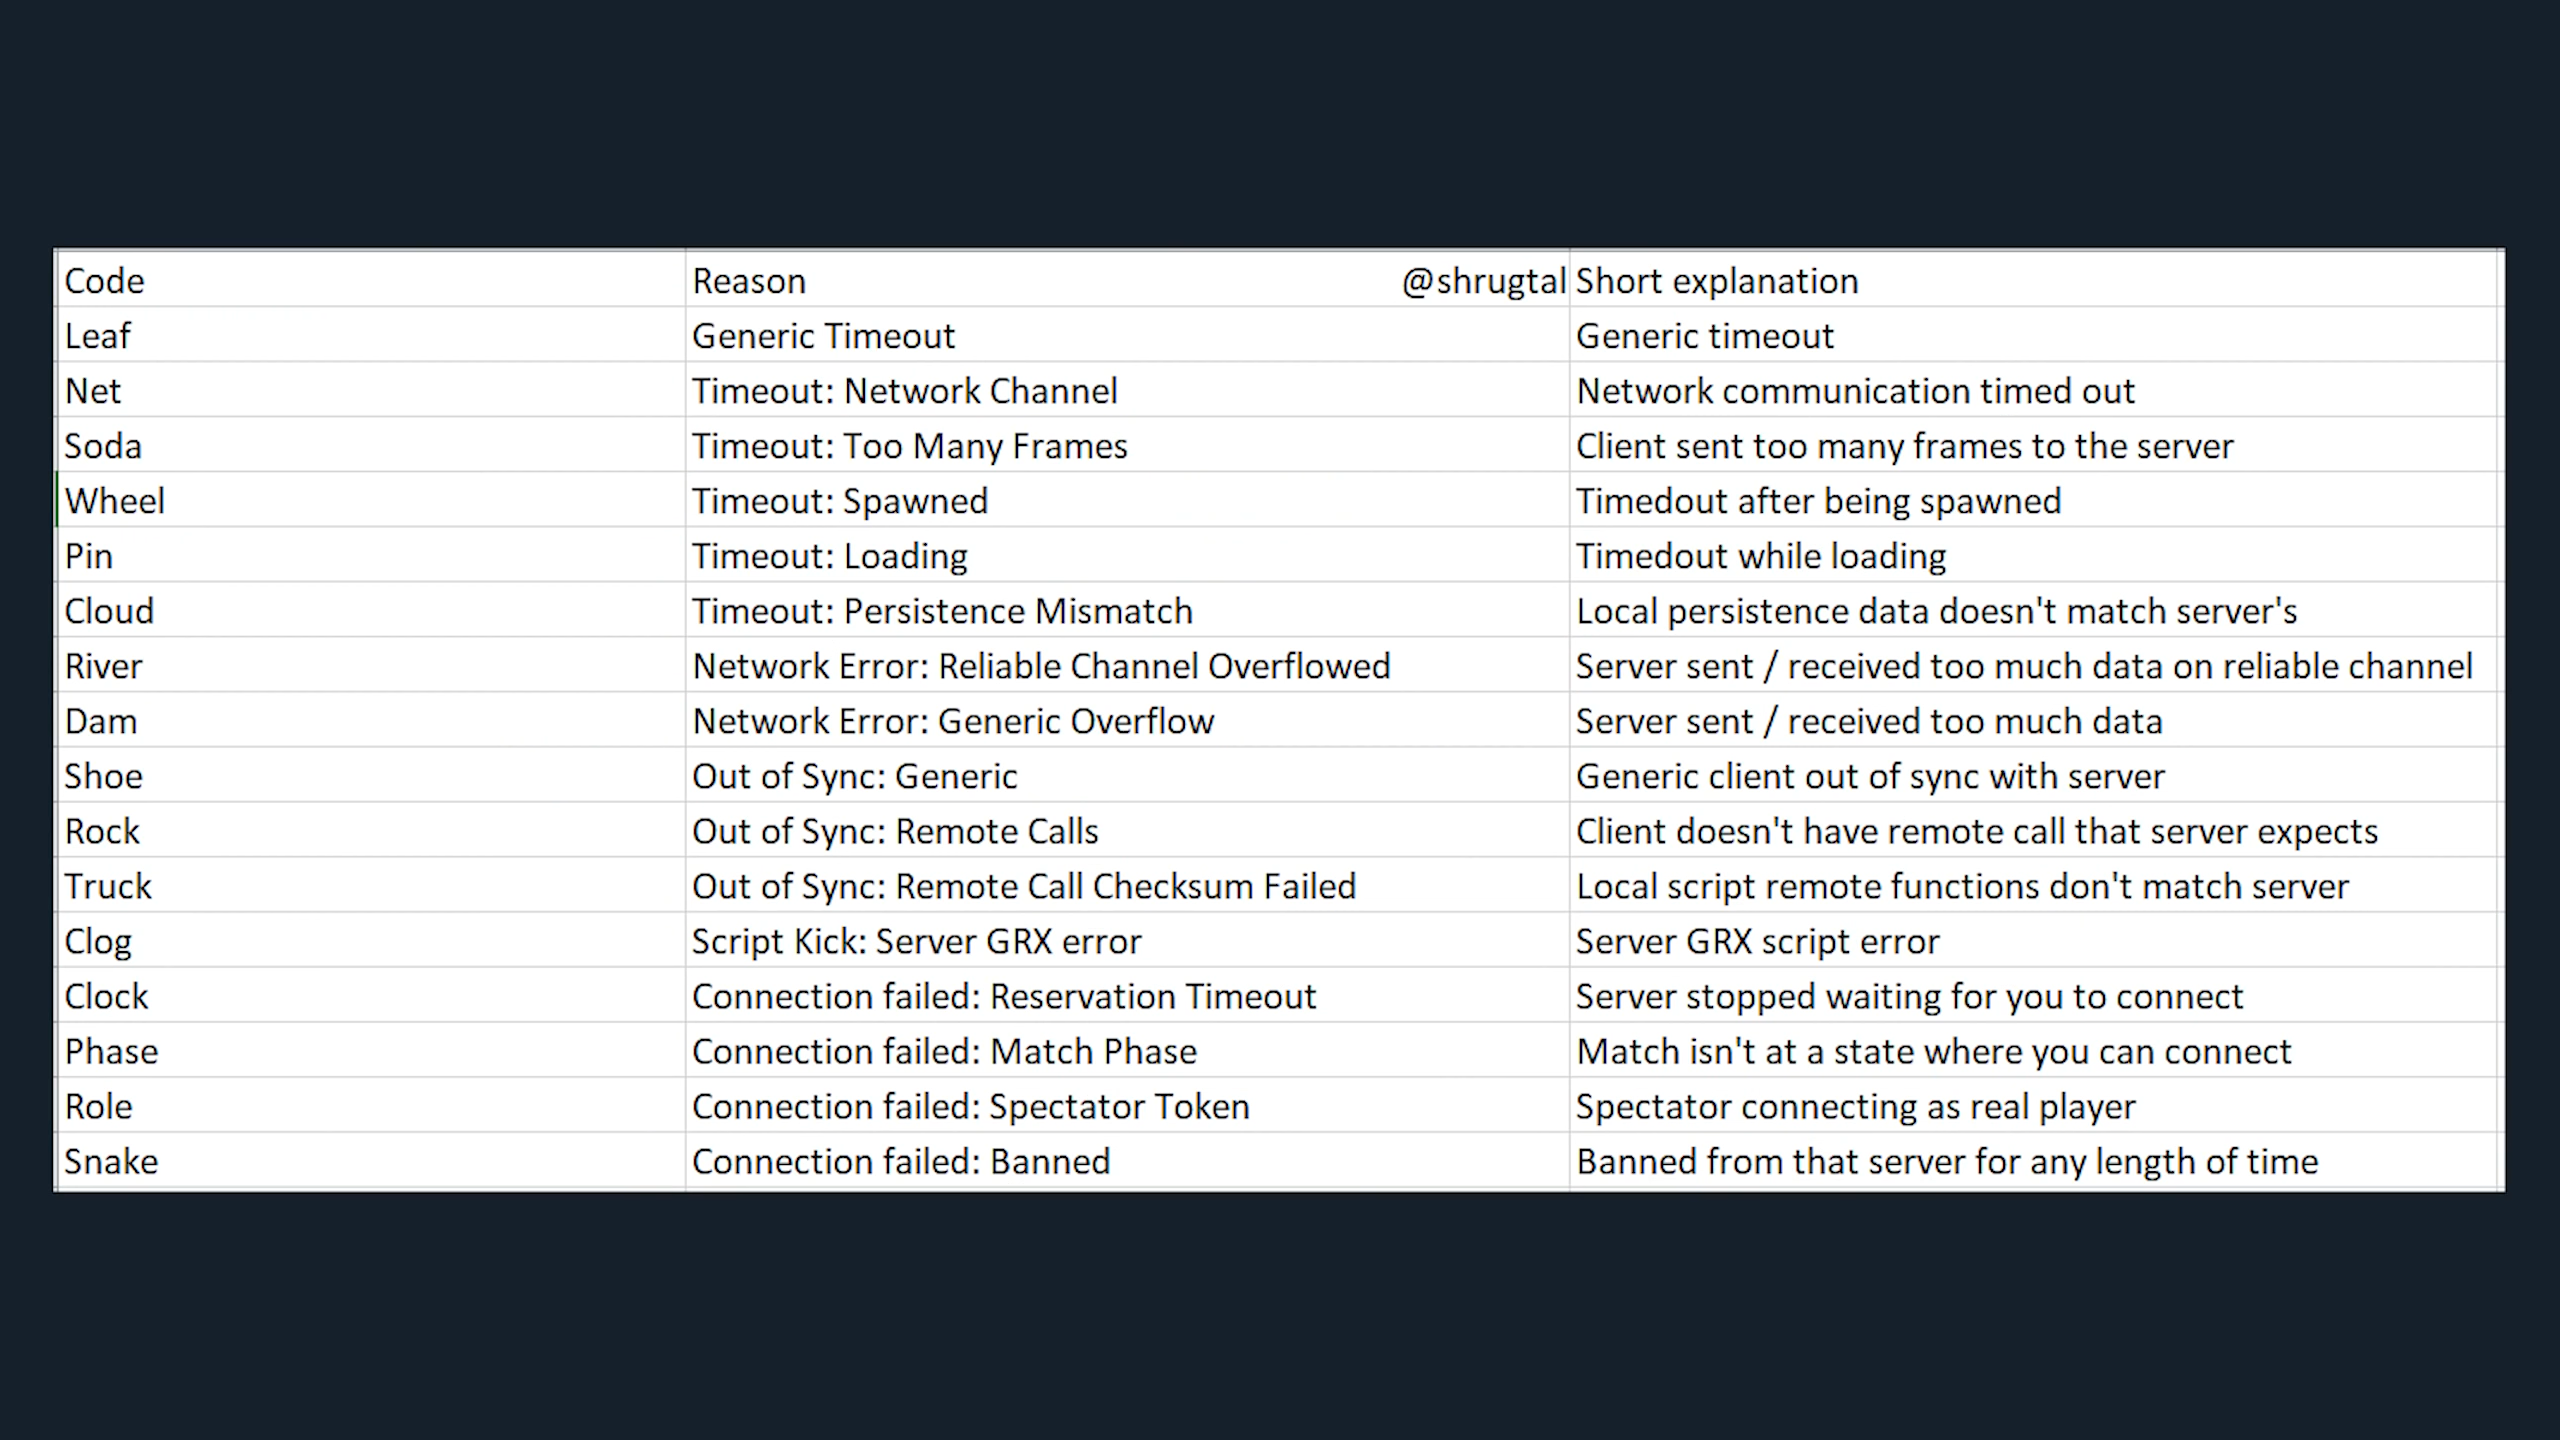 Code Reason @shrugtal Short explanation
Leaf Generic Timeout Generic timeout
Net Timeout: Network Channel Network communication timed out
Soda Timeout: Too Many Frames Client sent too many frames to the server
Wheel Timeout: Spawned Timedout after being spawned
Pin Timeout: Loading Timedout while loading
Cloud Timeout: Persistence Mismatch Local persistence data doesn't match server's
River Network Error: Reliable Channel Overflowed Server sent / received too much data on reliable channel
Dam Network Error: Generic Overflow Server sent / received too much data
Shoe Out of Sync: Generic Generic client out of sync with server
Rock Out of Sync: Remote Calls Client doesn't have remote call that server expects
Truck Out of Sync: Remote Call Checksum Failed Local script remote functions don't match server
Clog Script Kick: Server GRX error Server GRX script error
Clock Connection failed: Reservation Timeout Server stopped waiting for you to connect
Phase Connection failed: Match Phase Match isn't at a state where you can connect
Role Connection failed: Spectator Token Spectator connecting as real player
Snake Connection failed: Banned Banned from that server for any length of time